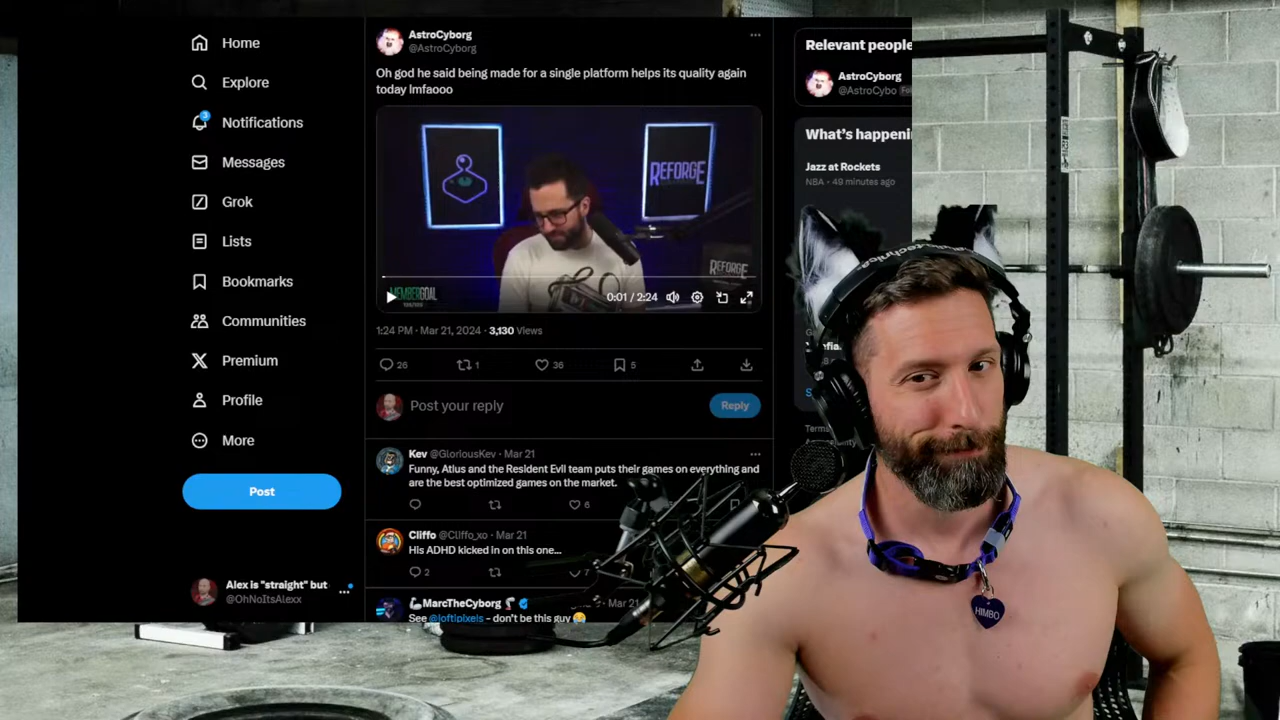 Home
Explore
3
Notifications
Messages
Grok
Lists
Bookmarks
Communities
Premium
Profile
More
Post
Alex is "straight" but
@OhNoItsAlexx
AstroCyborg
@AstroCyborg
Oh god he said being made for a single platform helps its quality again
today lmfaooo
REFORGE
REFORGE
MEMBERGOAL
0:01 / 2:24
1:24 PM · Mar 21, 2024 · 3,130 Views
26
1
36
5
Post your reply
Reply
Kev @GloriousKev · Mar 21
Funny, Atlus and the Resident Evil team puts their games on everything and
are the best optimized games on the market.
6
Cliffo @Cliffo_xo · Mar 21
His ADHD kicked in on this one...
2
7
MarcTheCyborg
Mar 21
See @loftipixels - don't be this guy
Relevant people
AstroCyborg
@AstroCybo
What's happeni
Jazz at Rockets
NBA · 49 minutes ago
Terms
HIMBO